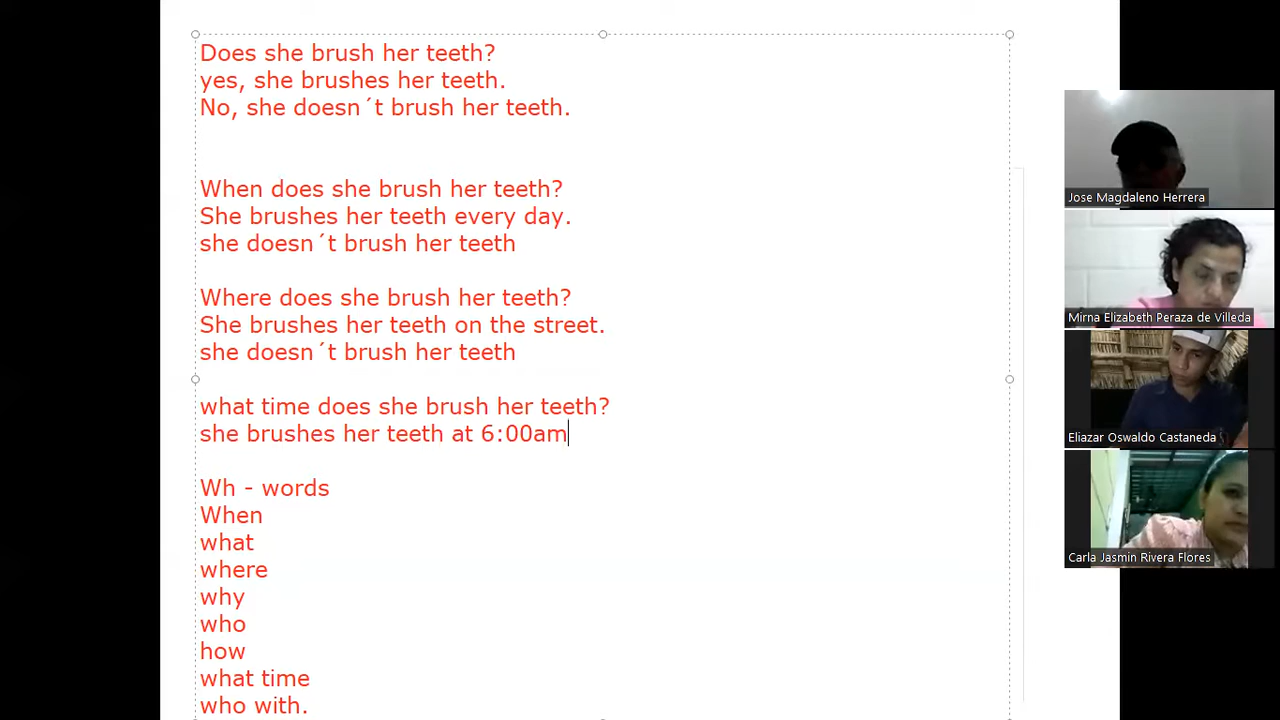 Does she brush her teeth?
yes, she brushes her teeth.
No, she doesn´t brush her teeth.
When does she brush her teeth?
She brushes her teeth every day.
she doesn´t brush her teeth
Where does she brush her teeth?
She brushes her teeth on the street.
she doesn´t brush her teeth
what time does she brush her teeth?
she brushes her teeth at 6:00am
Wh - words
When
what
where
why
who
how
what time
who with.
Jose Magdaleno Herrera
Mirna Elizabeth Peraza de Villeda
Eliazar Oswaldo Castaneda
Carla Jasmin Rivera Flores